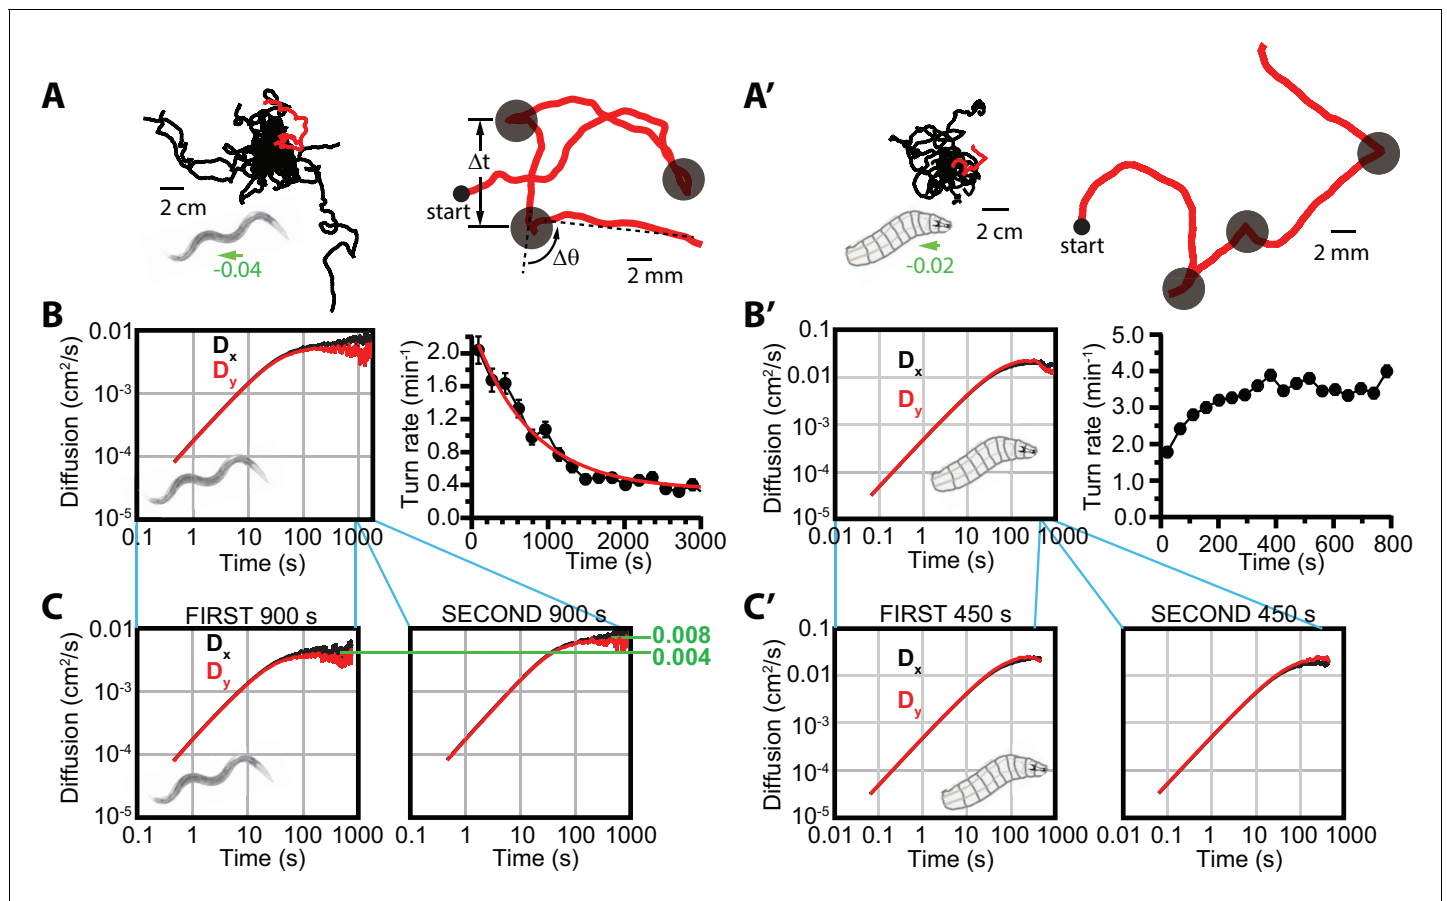 A
2 cm
-0.04
Δt
start
Δθ
2 mm
A′
2 cm
-0.02
start
2 mm
B
Diffusion (cm²/s)
0.01
10⁻³
10⁻⁴
10⁻⁵
Dx
Dy
0.1 1 10 100 1000
Time (s)
Turn rate (min⁻¹)
2.0
1.6
1.2
0.8
0.4
0.0
0 1000 2000 3000
Time (s)
B′
Diffusion (cm²/s)
0.1
0.01
10⁻³
10⁻⁴
10⁻⁵
Dx
Dy
0.01 0.1 1 10 100 1000
Time (s)
Turn rate (min⁻¹)
5.0
4.0
3.0
2.0
1.0
0.0
0 200 400 600 800
Time (s)
C
FIRST 900 s
Diffusion (cm²/s)
0.01
10⁻³
10⁻⁴
10⁻⁵
Dx
Dy
0.1 1 10 100 1000
Time (s)
SECOND 900 s
0.008
0.004
0.1 1 10 100 1000
Time (s)
C′
FIRST 450 s
Diffusion (cm²/s)
0.1
0.01
10⁻³
10⁻⁴
10⁻⁵
Dx
Dy
0.01 0.1 1 10 100 1000
Time (s)
SECOND 450 s
0.01 0.1 1 10 100 1000
Time (s)